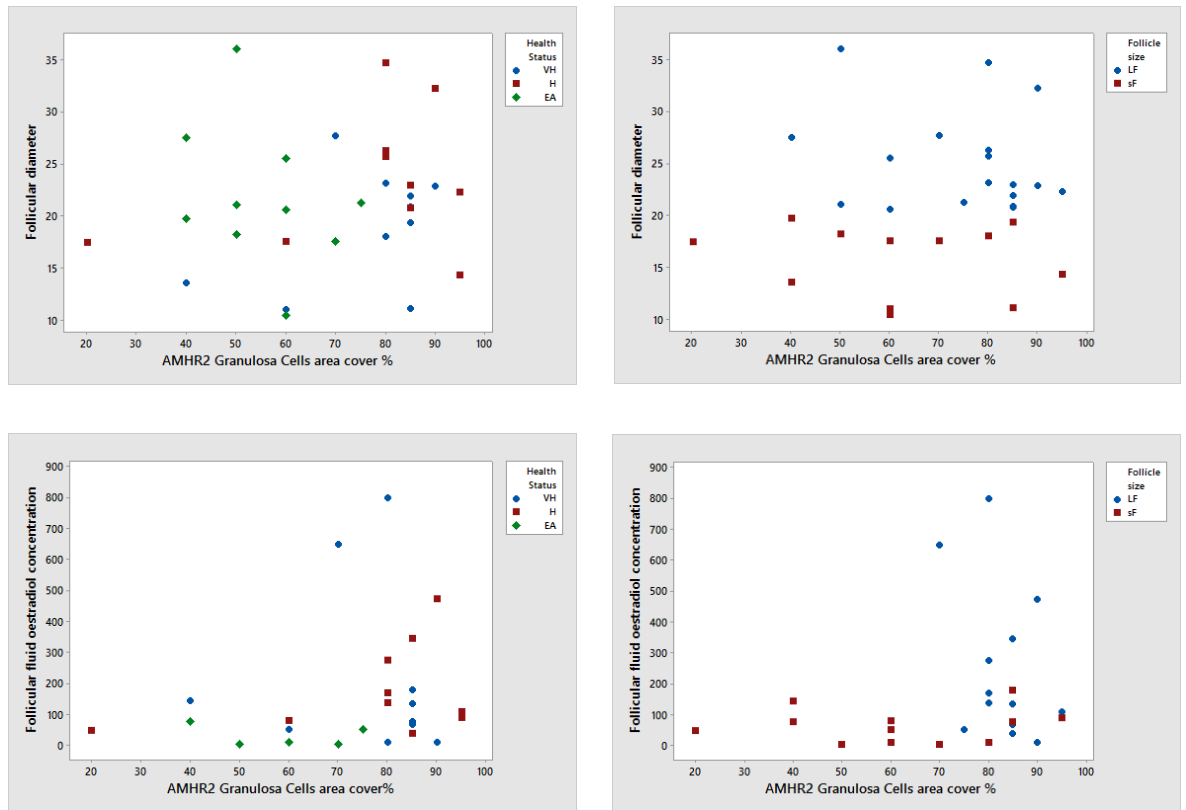 Follicular diameter
35
30
25
20
15
10
20 30 40 50 60 70 80 90 100
AMHR2 Granulosa Cells area cover %
Health
Status
VH
H
EA
Follicular diameter
35
30
25
20
15
10
20 30 40 50 60 70 80 90 100
AMHR2 Granulosa Cells area cover %
Follicle
size
LF
sF
Follicular fluid oestradiol concentration
900
800
700
600
500
400
300
200
100
0
20 30 40 50 60 70 80 90 100
AMHR2 Granulosa Cells area cover%
Health
Status
VH
H
EA
Follicular fluid oestradiol concentration
900
800
700
600
500
400
300
200
100
0
20 30 40 50 60 70 80 90 100
AMHR2 Granulosa Cells area cover%
Follicle
size
LF
sF